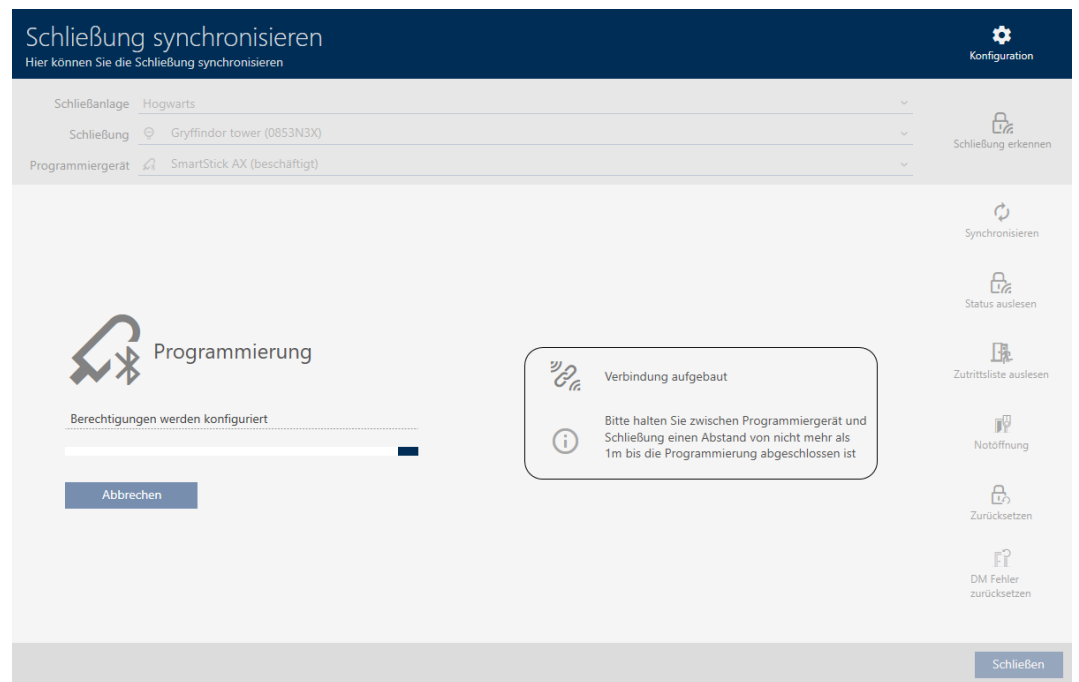 Schließung synchronisieren
Hier können Sie die Schließung synchronisieren
Konfiguration
Schließanlage Hogwarts
Schließung Gryffindor tower (0853N3X)
Programmiergerät SmartStick AX (beschäftigt)
Schließung erkennen
Synchronisieren
Status auslesen
Zutrittsliste auslesen
Notöffnung
Zurücksetzen
DM Fehler
zurücksetzen
Programmierung
Berechtigungen werden konfiguriert
Abbrechen
Verbindung aufgebaut
Bitte halten Sie zwischen Programmiergerät und
Schließung einen Abstand von nicht mehr als
1m bis die Programmierung abgeschlossen ist
Schließen